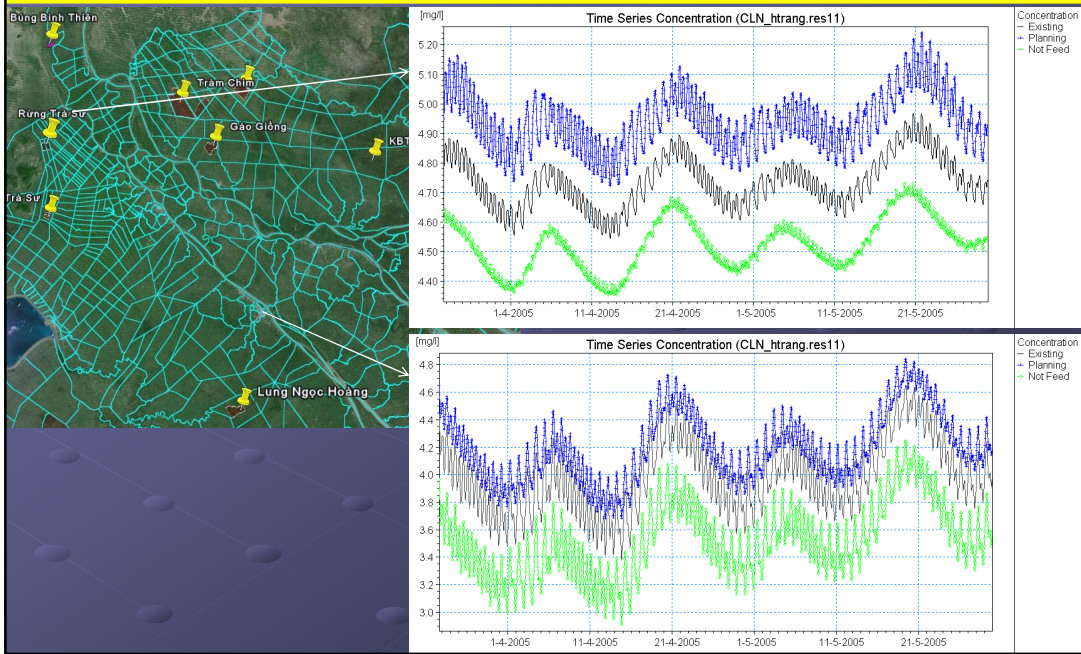 Bùng Bình Thiên
Tràm Chim
Rừng Trà Sư
Gáo Giồng
KBT
Trà Sư
Lung Ngọc Hoàng
[mg/l]
Time Series Concentration (CLN_htrang.res11)
Concentration
Existing
Planning
Not Feed
5.20
5.10
5.00
4.90
4.80
4.70
4.60
4.50
4.40
1-4-2005 11-4-2005 21-4-2005 1-5-2005 11-5-2005 21-5-2005
[mg/l]
Time Series Concentration (CLN_htrang.res11)
Concentration
Existing
Planning
Not Feed
4.8
4.6
4.4
4.2
4.0
3.8
3.6
3.4
3.2
3.0
1-4-2005 11-4-2005 21-4-2005 1-5-2005 11-5-2005 21-5-2005